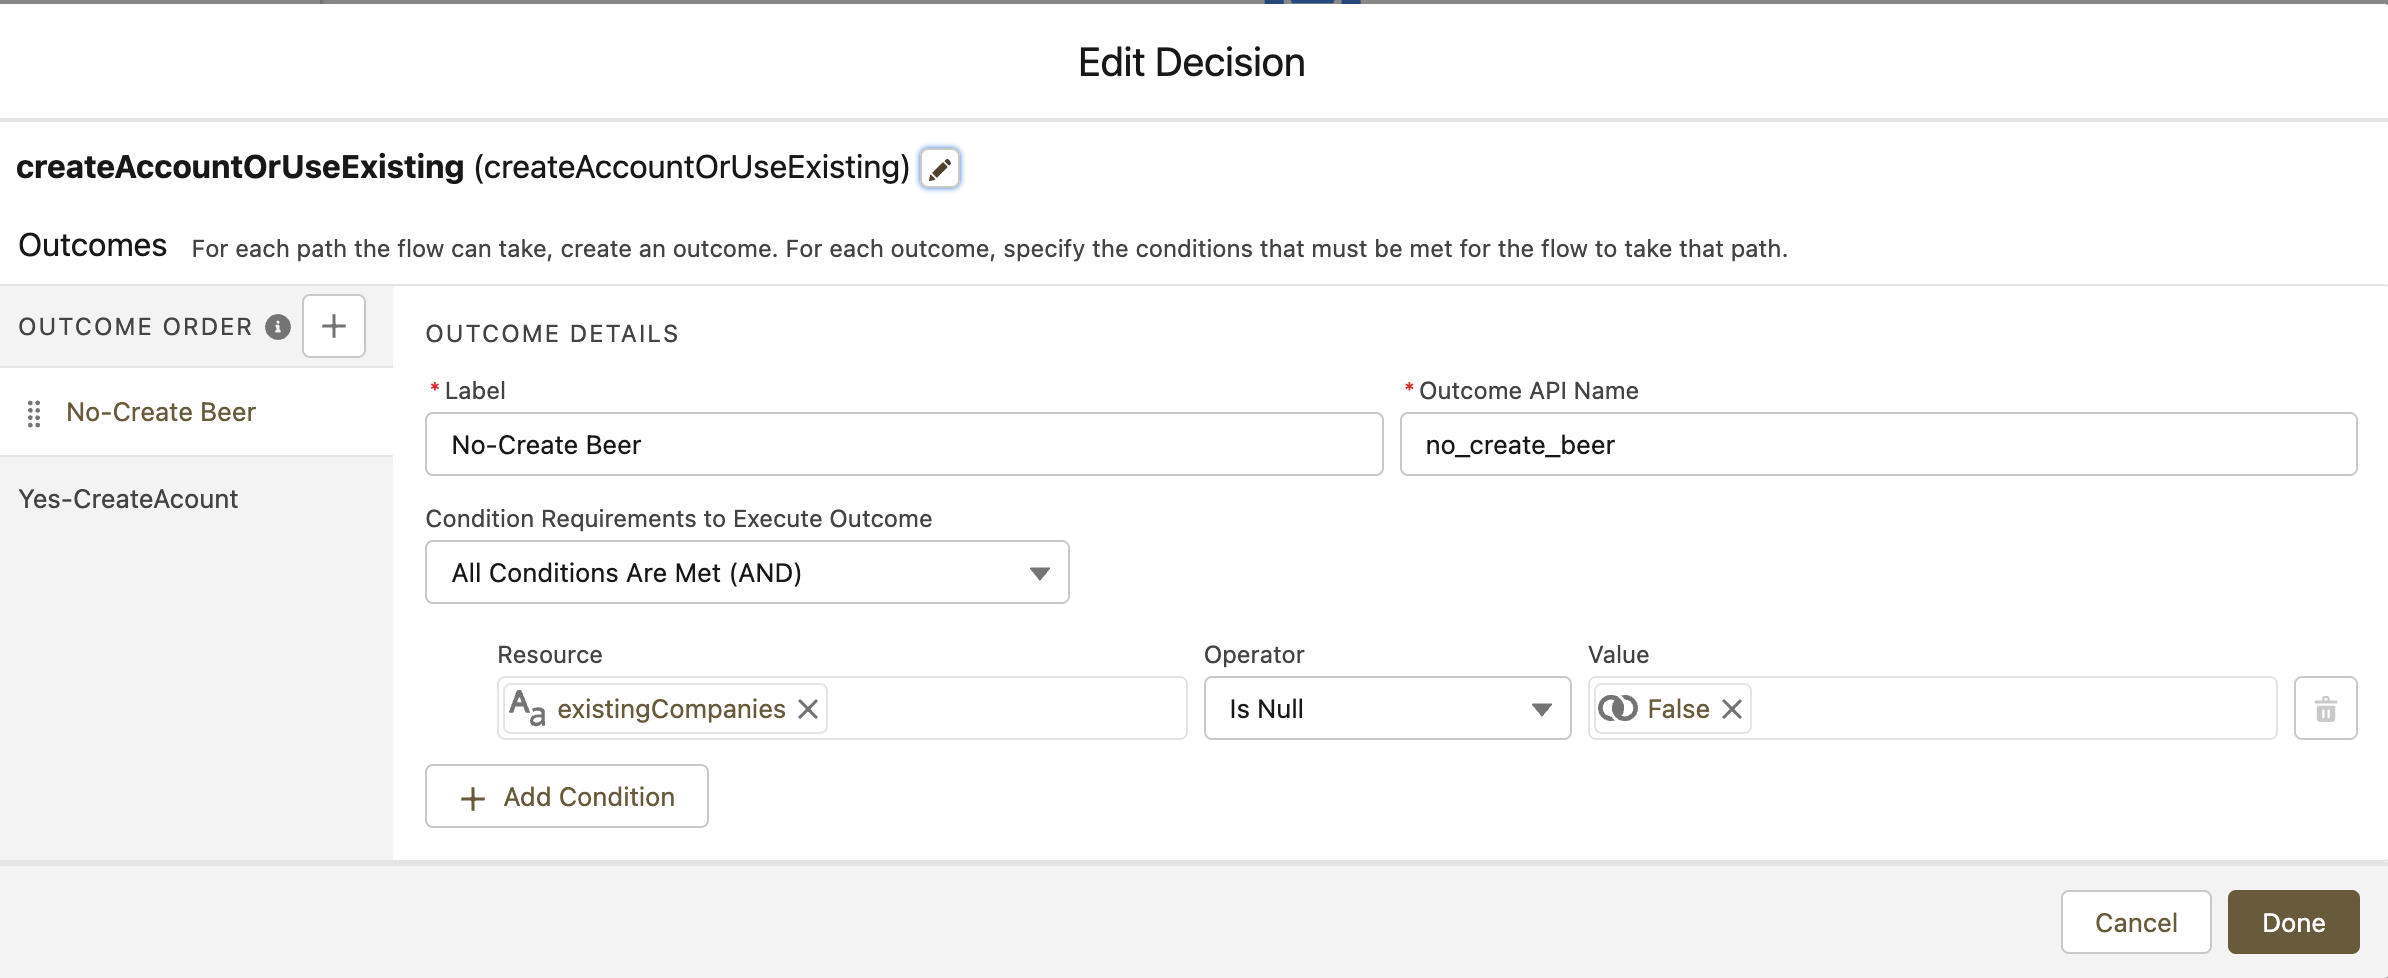 Edit Decision
createAccountOrUseExisting (createAccountOrUseExisting)
Outcomes For each path the flow can take, create an outcome. For each outcome, specify the conditions that must be met for the flow to take that path.
OUTCOME ORDER
No-Create Beer
Yes-CreateAcount
OUTCOME DETAILS
* Label
No-Create Beer
* Outcome API Name
no_create_beer
Condition Requirements to Execute Outcome
All Conditions Are Met (AND)
Resource
Aa existingCompanies
Operator
Is Null
Value
False
Add Condition
Cancel
Done